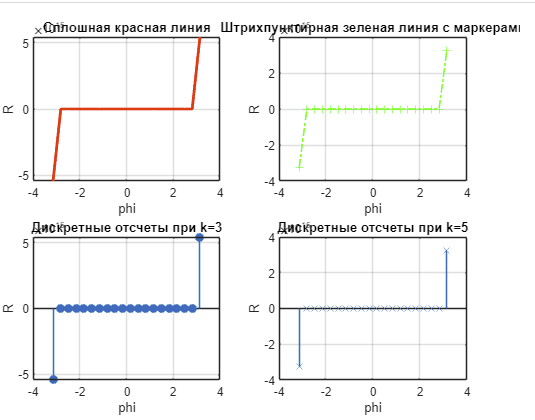 Сплошная красная линия
Штрихпунктирная зеленая линия с маркерами
5
0
-5
R
-4 -2 0 2 4
phi
4
2
0
-2
-4
R
-4 -2 0 2 4
phi
Дискретные отсчеты при k=3
Дискретные отсчеты при k=5
5
0
-5
R
-4 -2 0 2 4
phi
4
2
0
-2
-4
R
-4 -2 0 2 4
phi